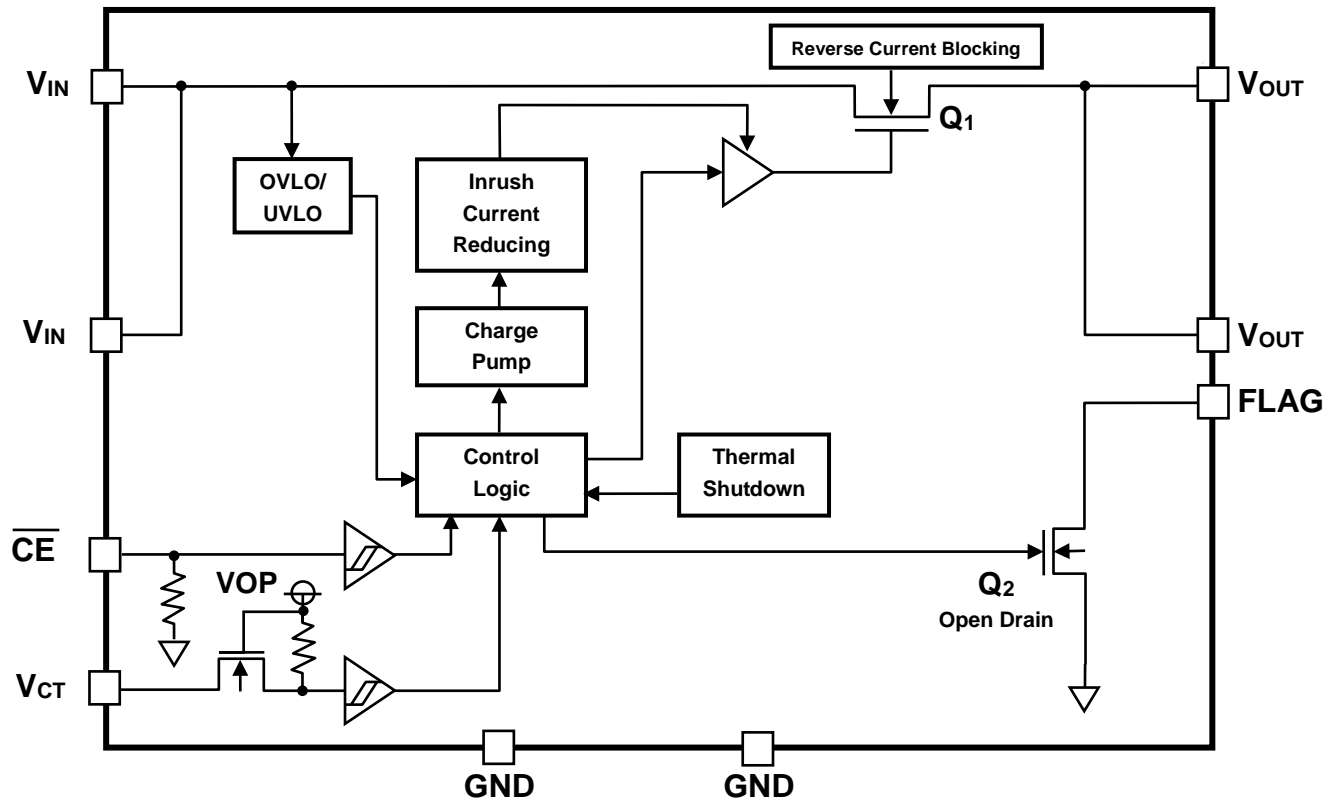 Reverse Current Blocking
VIN
VOUT
Q1
OVLO/
UVLO
Inrush
Current
Reducing
VIN
Charge
Pump
VOUT
FLAG
Control
Logic
Thermal
Shutdown
CE
VOP
Q2
Open Drain
VCT
GND
GND